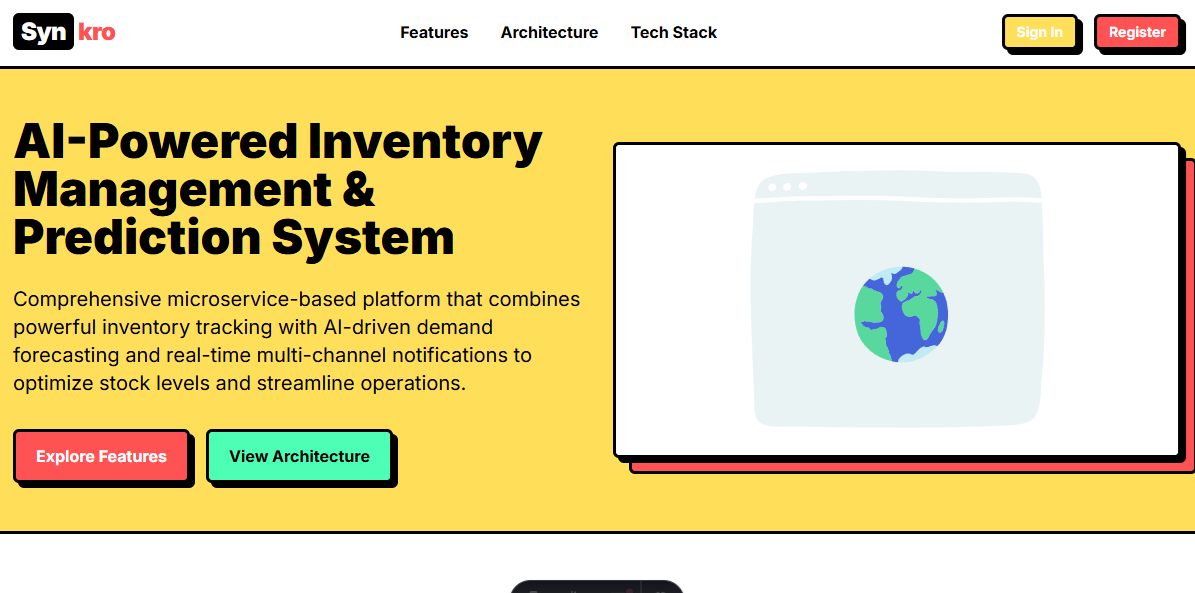 Syn kro
Features
Architecture
Tech Stack
Sign In
Register
AI-Powered Inventory
Management &
Prediction System
Comprehensive microservice-based platform that combines
powerful inventory tracking with AI-driven demand
forecasting and real-time multi-channel notifications to
optimize stock levels and streamline operations.
Explore Features
View Architecture